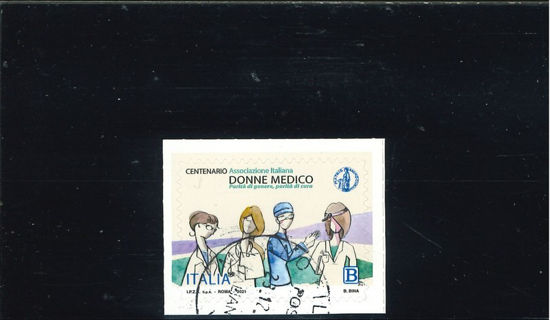 CENTENARIO Associazione Italiana
DONNE MEDICO
Parità di genere, parità di cura
ITALIA
B
I.P.Z.S. S.p.A. - ROMA - 2021
B. BINA